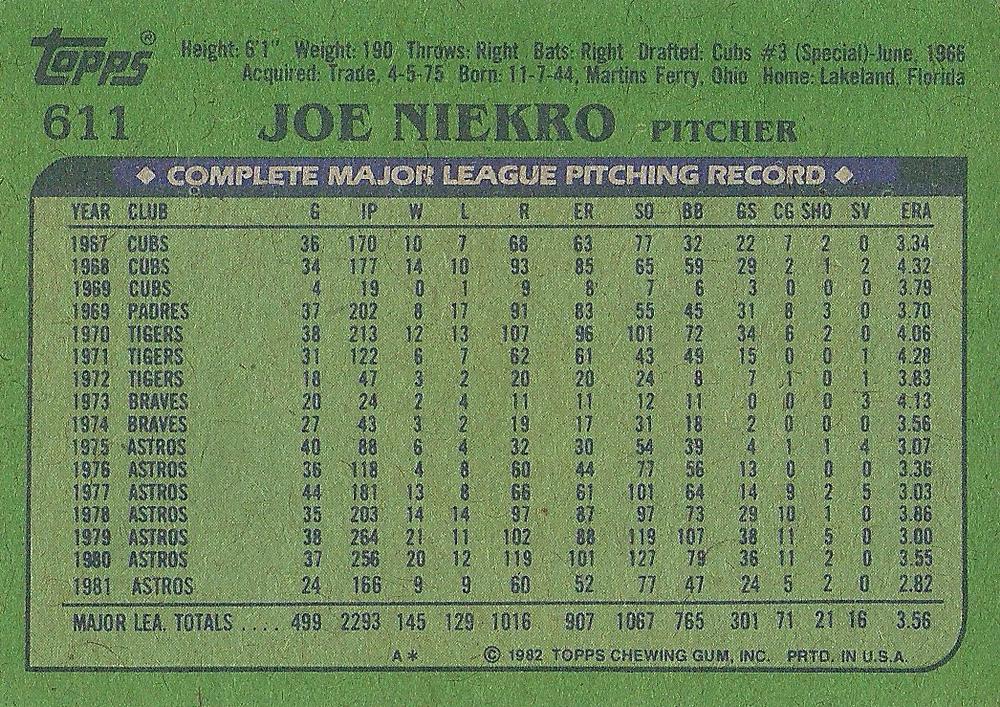 topps® Height: 6'1" Weight: 190 Throws: Right Bats: Right Drafted: Cubs #3 (Special)-June, 1966
Acquired: Trade, 4-5-75 Born: 11-7-44, Martins Ferry, Ohio Home: Lakeland, Florida
611 JOE NIEKRO PITCHER
◆ COMPLETE MAJOR LEAGUE PITCHING RECORD ◆
YEAR CLUB G IP W L R ER SO BB GS CG SHO SV ERA
1967 CUBS 36 170 10 7 68 63 77 32 22 7 2 0 3.34
1968 CUBS 34 177 14 10 93 85 65 59 29 2 1 2 4.32
1969 CUBS 4 19 0 1 9 8 7 6 3 0 0 0 3.79
1969 PADRES 37 202 8 17 91 83 55 45 31 8 3 0 3.70
1970 TIGERS 38 213 12 13 107 96 101 72 34 6 2 0 4.06
1971 TIGERS 31 122 6 7 62 61 43 49 15 0 0 1 4.28
1972 TIGERS 18 47 3 2 20 20 24 8 7 1 0 1 3.83
1973 BRAVES 20 24 2 4 11 11 12 11 0 0 0 3 4.13
1974 BRAVES 27 43 3 2 19 17 31 18 2 0 0 0 3.56
1975 ASTROS 40 88 6 4 32 30 54 39 4 1 1 4 3.07
1976 ASTROS 36 118 4 8 60 44 77 56 13 0 0 0 3.36
1977 ASTROS 44 181 13 8 66 61 101 64 14 9 2 5 3.03
1978 ASTROS 35 203 14 14 97 87 97 73 29 10 1 0 3.86
1979 ASTROS 38 264 21 11 102 88 119 107 38 11 5 0 3.00
1980 ASTROS 37 256 20 12 119 101 127 79 36 11 2 0 3.55
1981 ASTROS 24 166 9 9 60 52 77 47 24 5 2 0 2.82
MAJOR LEA. TOTALS .... 499 2293 145 129 1016 907 1067 765 301 71 21 16 3.56
A* © 1982 TOPPS CHEWING GUM, INC. PRTD. IN U.S.A.